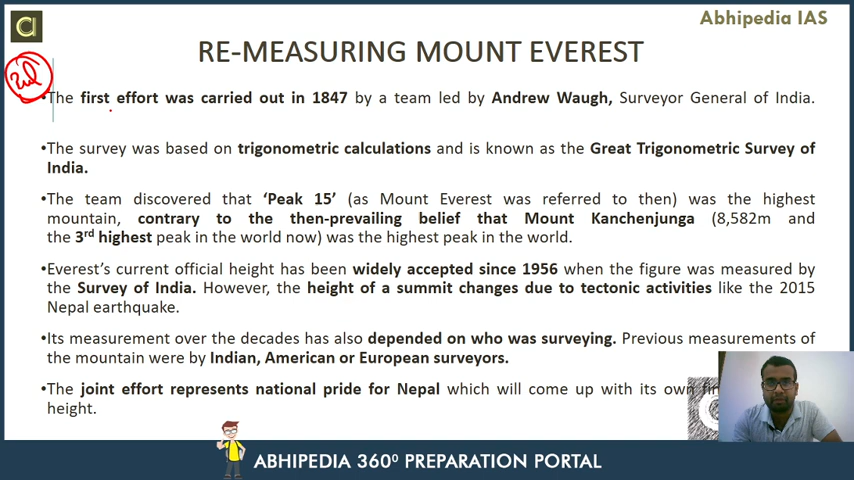 Abhipedia IAS
RE-MEASURING MOUNT EVEREST
•The first effort was carried out in 1847 by a team led by Andrew Waugh, Surveyor General of India.
•The survey was based on trigonometric calculations and is known as the Great Trigonometric Survey of
India.
•The team discovered that ‘Peak 15’ (as Mount Everest was referred to then) was the highest
mountain, contrary to the then-prevailing belief that Mount Kanchenjunga (8,582m and
the 3rd highest peak in the world now) was the highest peak in the world.
•Everest’s current official height has been widely accepted since 1956 when the figure was measured by
the Survey of India. However, the height of a summit changes due to tectonic activities like the 2015
Nepal earthquake.
•Its measurement over the decades has also depended on who was surveying. Previous measurements of
the mountain were by Indian, American or European surveyors.
•The joint effort represents national pride for Nepal which will come up with its own
height.
ABHIPEDIA 360⁰ PREPARATION PORTAL